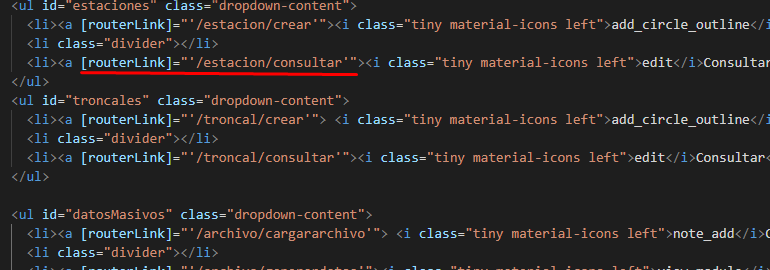 <ul id="estaciones" class="dropdown-content">
<li><a [routerLink]="'/estacion/crear'"><i class="tiny material-icons left">add_circle_outline</i
<li class="divider"></li>
<li><a [routerLink]="'/estacion/consultar'"><i class="tiny material-icons left">edit</i>Consultar
</ul>
<ul id="troncales" class="dropdown-content">
<li><a [routerLink]="'/troncal/crear'"> <i class="tiny material-icons left">add_circle_outline</
<li class="divider"></li>
<li><a [routerLink]="'/troncal/consultar'"><i class="tiny material-icons left">edit</i>Consultar<
</ul>
<ul id="datosMasivos" class="dropdown-content">
<li><a [routerLink]="'/archivo/cargararchivo'"> <i class="tiny material-icons left">note_add</i>C
<li class="divider"></li>
<li><a [routerLink]="'/archivo/